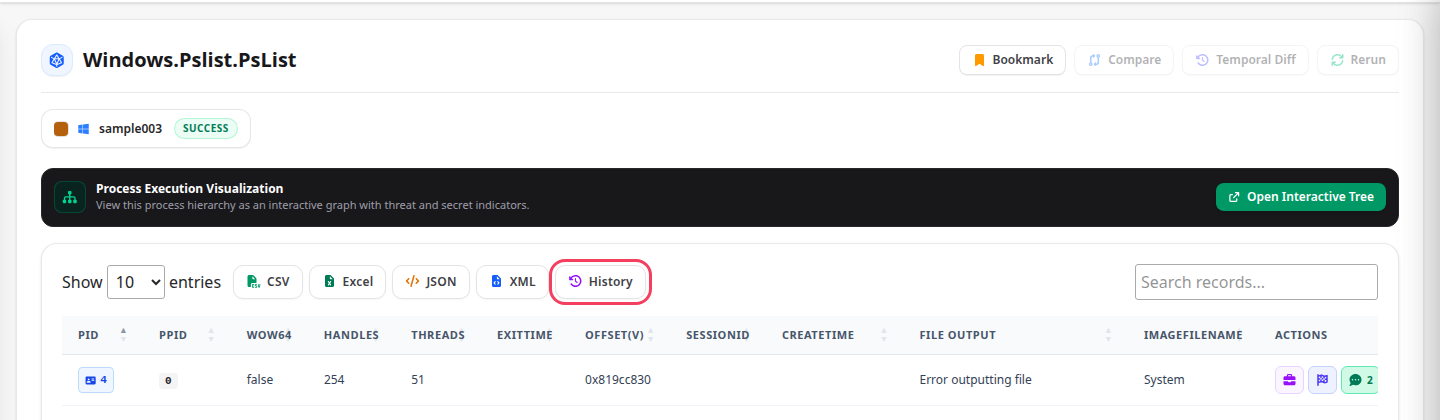 Windows.Pslist.PsList
Bookmark Compare Temporal Diff Rerun
sample003 SUCCESS
Process Execution Visualization
View this process hierarchy as an interactive graph with threat and secret indicators.
Open Interactive Tree
Show 10 entries CSV Excel JSON XML History Search records...
PID PPID WOW64 HANDLES THREADS EXITTIME OFFSET(V) SESSIONID CREATETIME FILE OUTPUT IMAGEFILENAME ACTIONS
4 0 false 254 51 0x819cc830 Error outputting file System 2